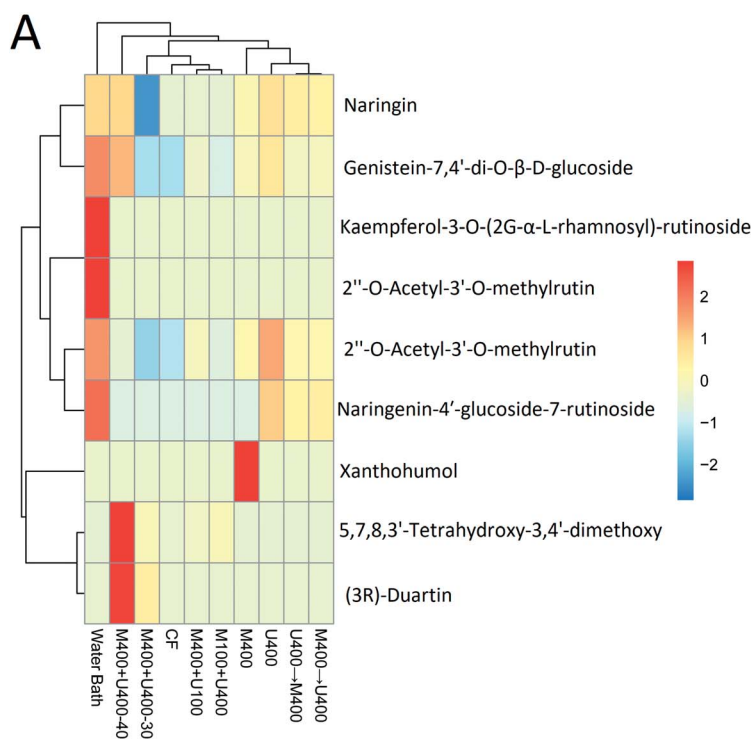 A
Naringin
Genistein-7,4'-di-O-β-D-glucoside
Kaempferol-3-O-(2G-α-L-rhamnosyl)-rutinoside
2''-O-Acetyl-3'-O-methylrutin
2''-O-Acetyl-3'-O-methylrutin
Naringenin-4′-glucoside-7-rutinoside
Xanthohumol
5,7,8,3'-Tetrahydroxy-3,4'-dimethoxy
(3R)-Duartin
2
1
0
−1
−2
Water Bath
M400+U400-40
M400+U400-30
CF
M400+U100
M100+U400
M400
U400
U400→M400
M400→U400